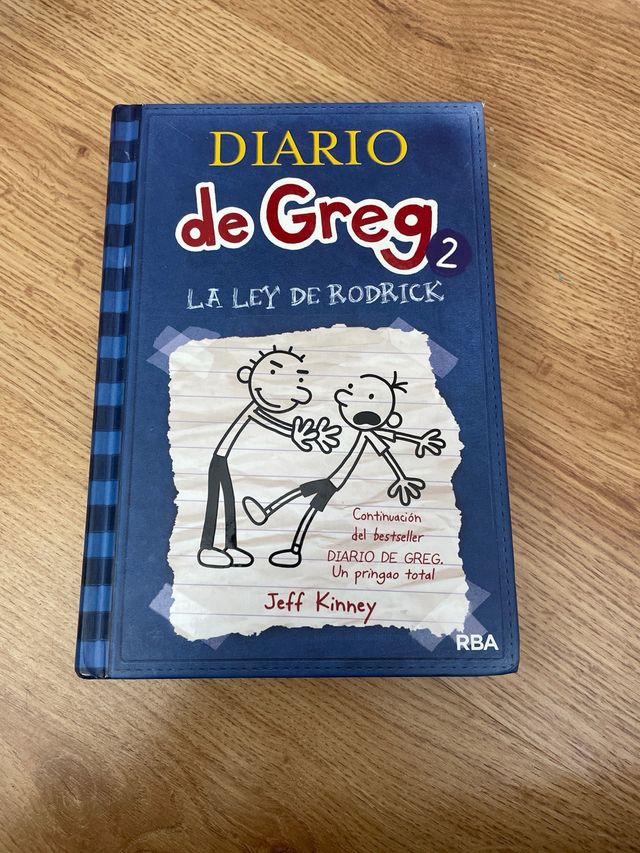 DIARIO
de Greg 2
LA LEY DE RODRICK
Continuación
del bestseller
DIARIO DE GREG.
Un pringao total
Jeff Kinney
RBA